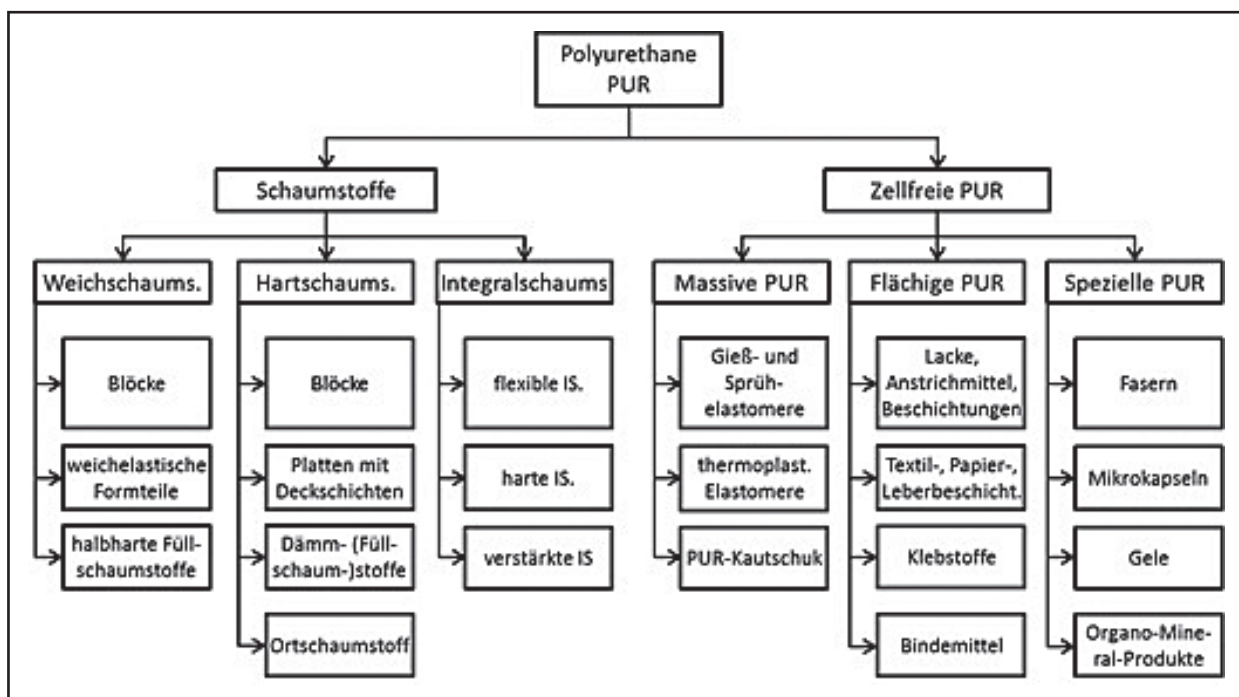 Polyurethane
PUR
Schaumstoffe
Zellfreie PUR
Weichschaums.
Hartschaums.
Integralschaums
Massive PUR
Flächige PUR
Spezielle PUR
Blöcke
weichelastische
Formteile
halbharte Füll-
schaumstoffe
Blöcke
Platten mit
Deckschichten
Dämm- (Füll-
schaum-)stoffe
Ortschaumstoff
flexible IS.
harte IS.
verstärkte IS
Gieß- und
Sprüh-
elastomere
thermoplast.
Elastomere
PUR-Kautschuk
Lacke,
Anstrichmittel,
Beschichtungen
Textil-, Papier-,
Leberbeschicht.
Klebstoffe
Bindemittel
Fasern
Mikrokapseln
Gele
Organo-Mine-
ral-Produkte